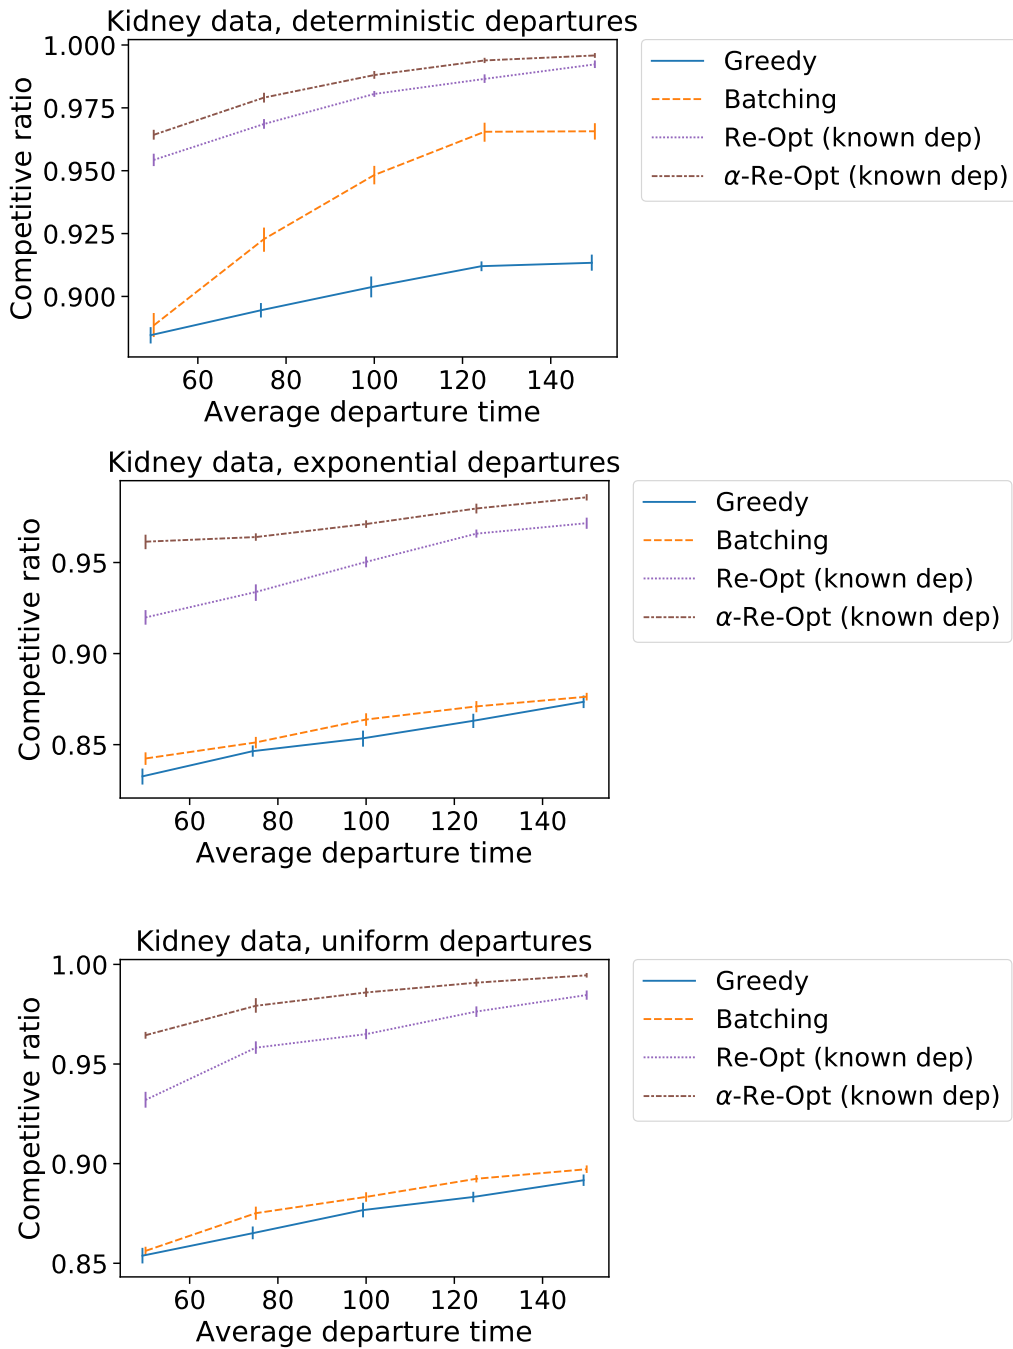 Kidney data, deterministic departures
1.000
0.975
0.950
0.925
0.900
Competitive ratio
60 80 100 120 140
Average departure time
Greedy
Batching
Re-Opt (known dep)
α-Re-Opt (known dep)
Kidney data, exponential departures
0.95
0.90
0.85
Competitive ratio
60 80 100 120 140
Average departure time
Greedy
Batching
Re-Opt (known dep)
α-Re-Opt (known dep)
Kidney data, uniform departures
1.00
0.95
0.90
0.85
Competitive ratio
60 80 100 120 140
Average departure time
Greedy
Batching
Re-Opt (known dep)
α-Re-Opt (known dep)